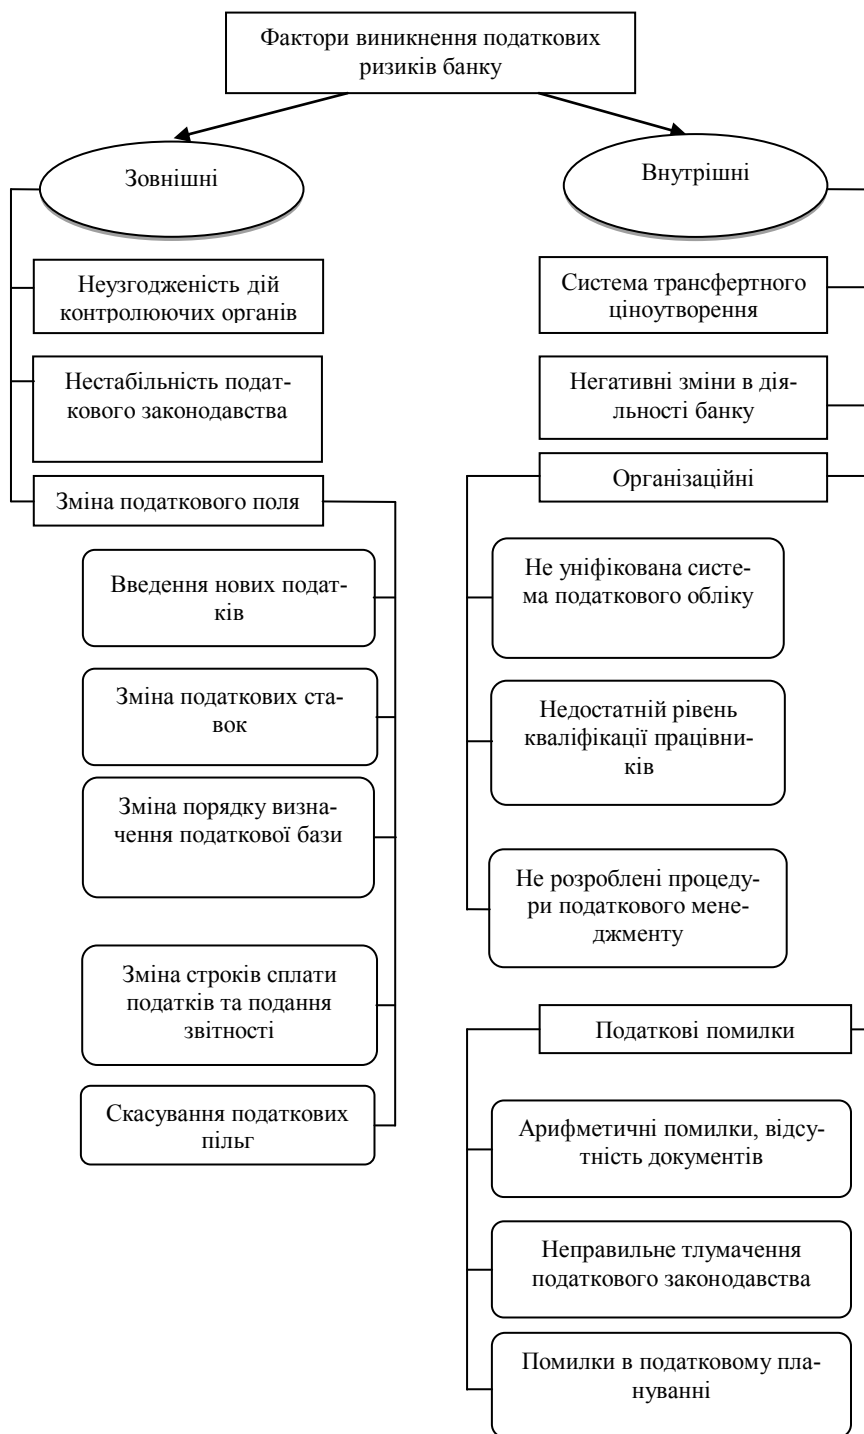 Фактори виникнення податкових
ризиків банку
Зовнішні
Неузгодженість дій
контролюючих органів
Нестабільність подат-
кового законодавства
Зміна податкового поля
Введення нових подат-
ків
Зміна податкових ста-
вок
Зміна порядку визна-
чення податкової бази
Зміна строків сплати
податків та подання
звітності
Скасування податкових
пільг
Внутрішні
Система трансфертного
ціноутворення
Негативні зміни в дія-
льності банку
Організаційні
Не уніфікована систе-
ма податкового обліку
Недостатній рівень
кваліфікації працівни-
ків
Не розроблені процеду-
ри податкового мене-
джменту
Податкові помилки
Арифметичні помилки, відсу-
тність документів
Неправильне тлумачення
податкового законодавства
Помилки в податковому пла-
нуванні